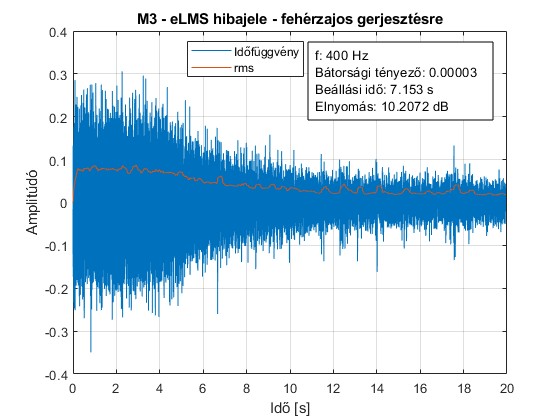 M3 - eLMS hibajele - fehérzajos gerjesztésre
Időfüggvény
rms
f: 400 Hz
Bátorsági tényező: 0.00003
Beállási idő: 7.153 s
Elnyomás: 10.2072 dB
Amplitúdó
0.4
0.3
0.2
0.1
0
-0.1
-0.2
-0.3
-0.4
0 2 4 6 8 10 12 14 16 18 20
Idő [s]